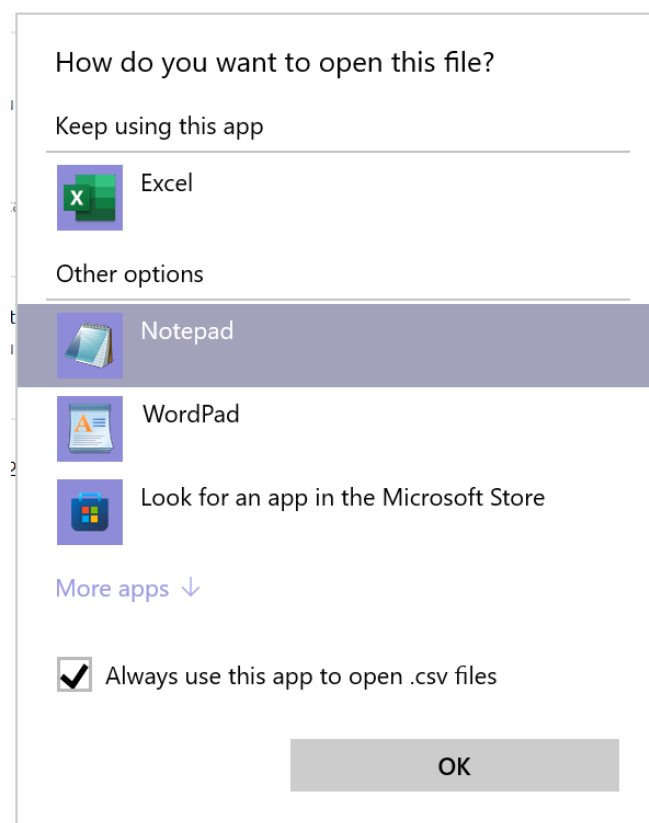 How do you want to open this file?
Keep using this app
Excel
Other options
Notepad
WordPad
Look for an app in the Microsoft Store
More apps ↓
Always use this app to open .csv files
OK